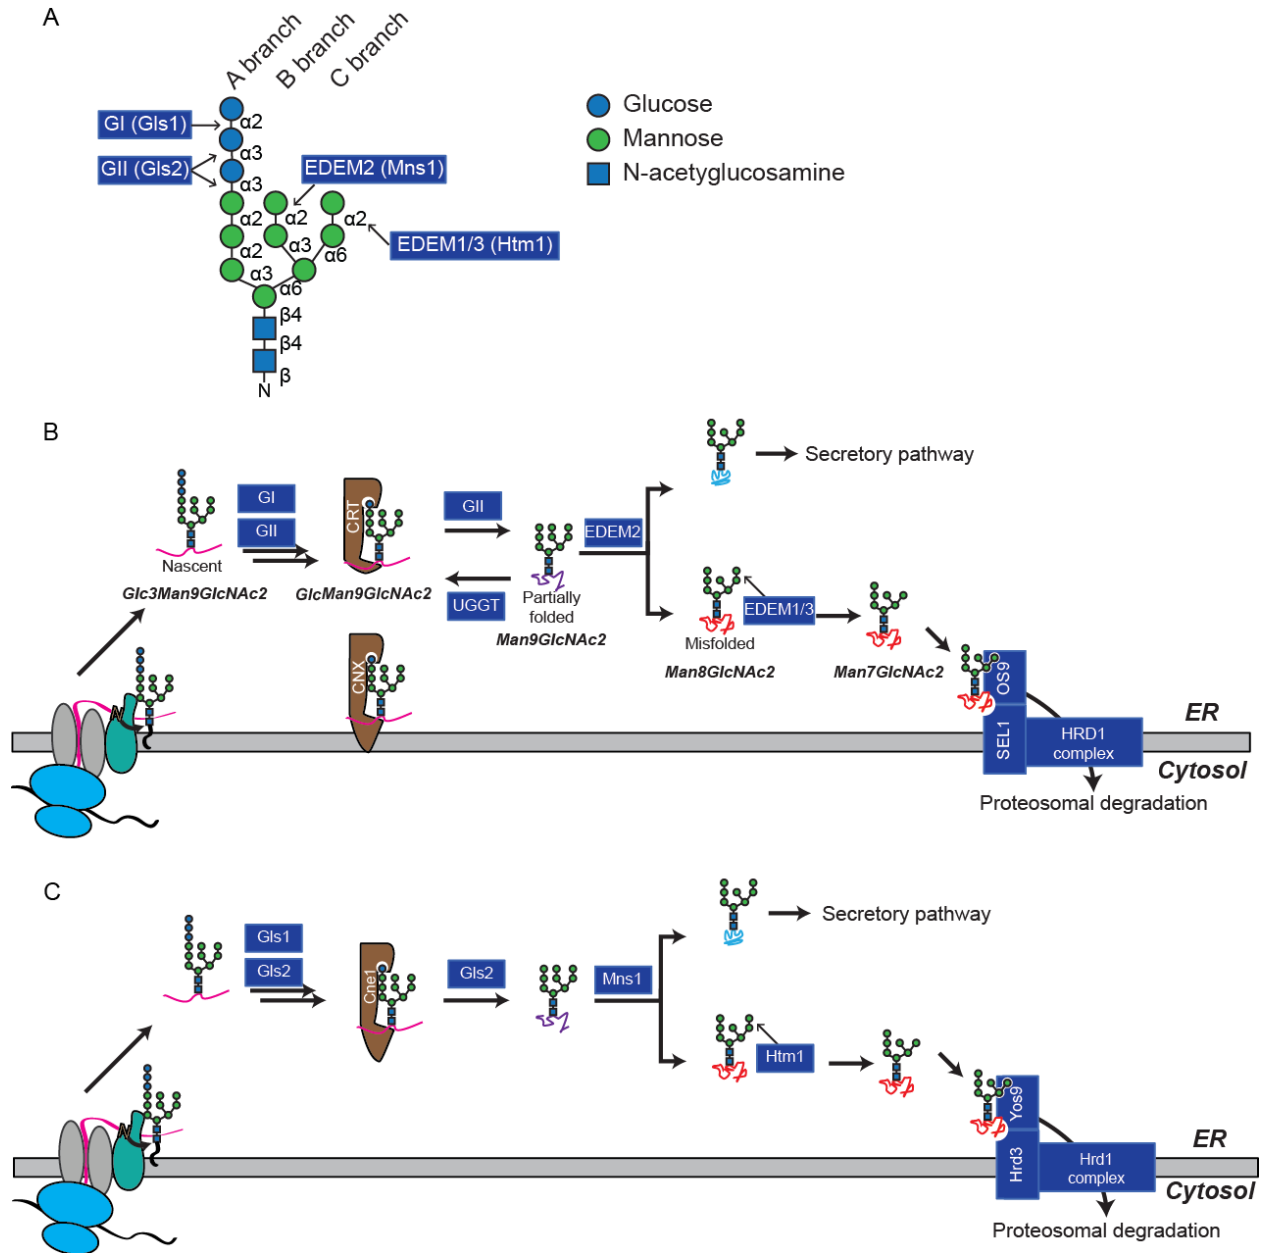 A
A branch
B branch
C branch
GI (Gls1)
GII (Gls2)
EDEM2 (Mns1)
EDEM1/3 (Htm1)
α2
α3
α3
α2
α2
α2
α2
α3
α6
α3
α6
β4
β4
β
N
Glucose
Mannose
N-acetyglucosamine
B
Nascent
Glc3Man9GlcNAc2
GI
GII
CRT
GlcMan9GlcNAc2
CNX
GII
UGGT
Partially
folded
Man9GlcNAc2
EDEM2
Secretory pathway
Misfolded
Man8GlcNAc2
EDEM1/3
Man7GlcNAc2
OS9
SEL1
HRD1
complex
ER
Cytosol
Proteosomal degradation
N
C
Gls1
Gls2
Cne1
Gls2
Mns1
Secretory pathway
Htm1
Yos9
Hrd3
Hrd1
complex
ER
Cytosol
Proteosomal degradation
N